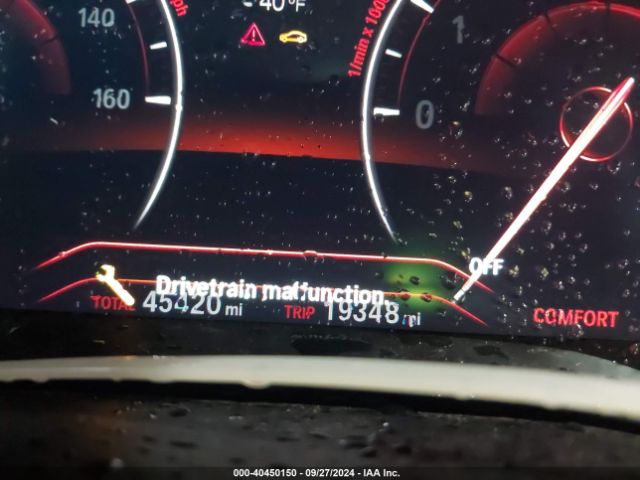 -40°F
140
mph
1/min x 1000
1
160
0
OFF
Drivetrain malfunction.
TOTAL 45420 mi TRIP 19348 mi
COMFORT
000-40450150 - 09/27/2024 - IAA Inc.